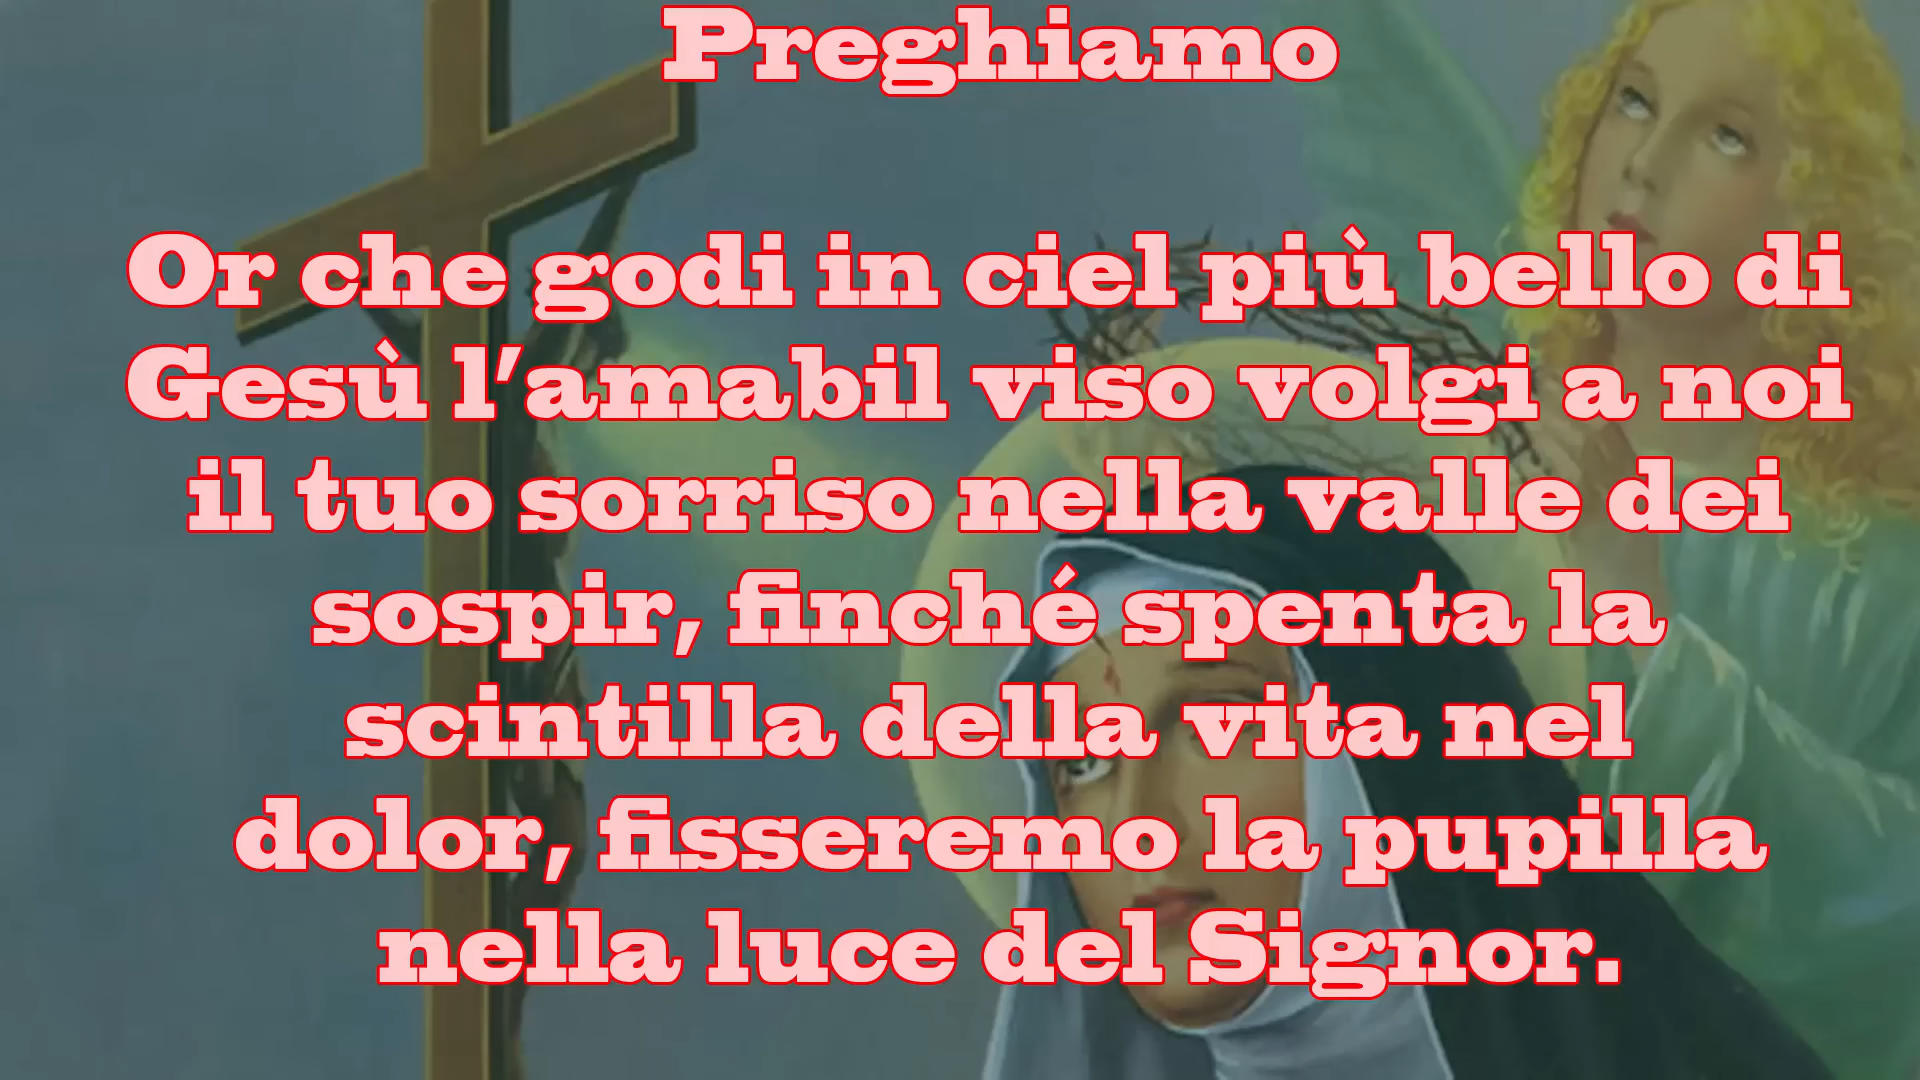 Preghiamo
Or che godi in ciel più bello di
Gesù l’amabil viso volgi a noi
il tuo sorriso nella valle dei
sospir, finché spenta la
scintilla della vita nel
dolor, fisseremo la pupilla
nella luce del Signor.